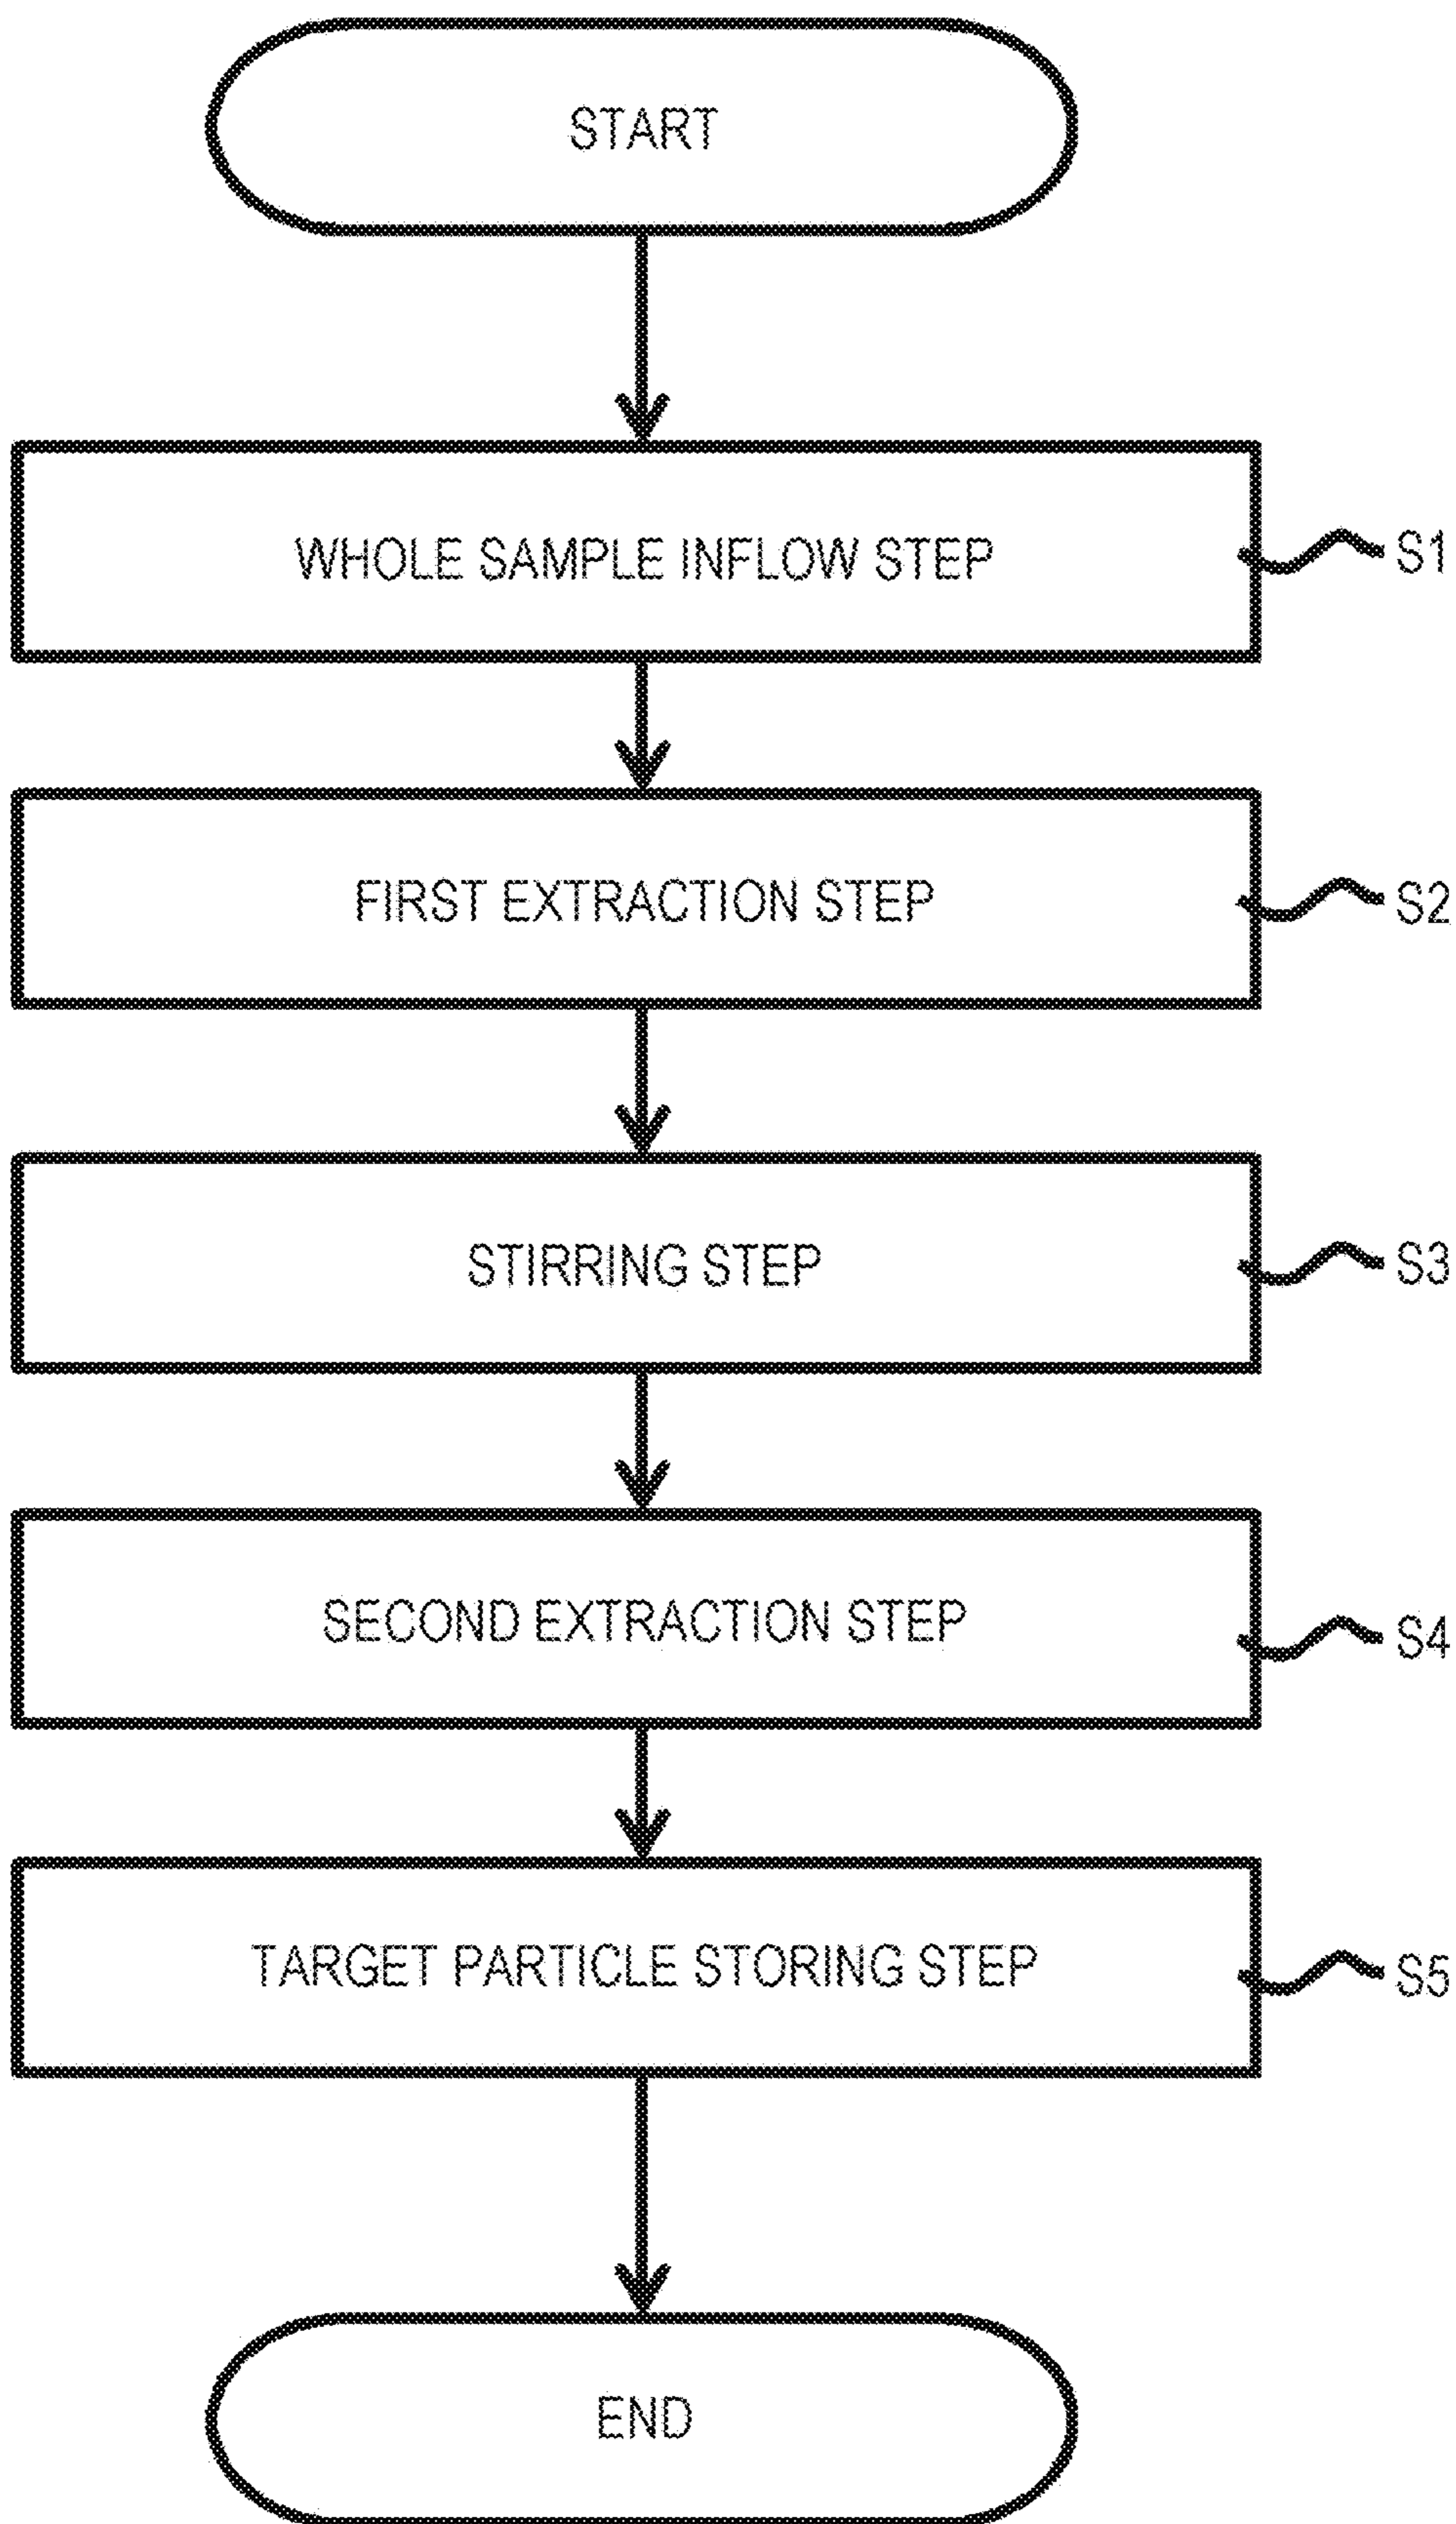 START
WHOLE SAMPLE INFLOW STEP
S1
FIRST EXTRACTION STEP
S2
STIRRING STEP
S3
SECOND EXTRACTION STEP
S4
TARGET PARTICLE STORING STEP
S5
END